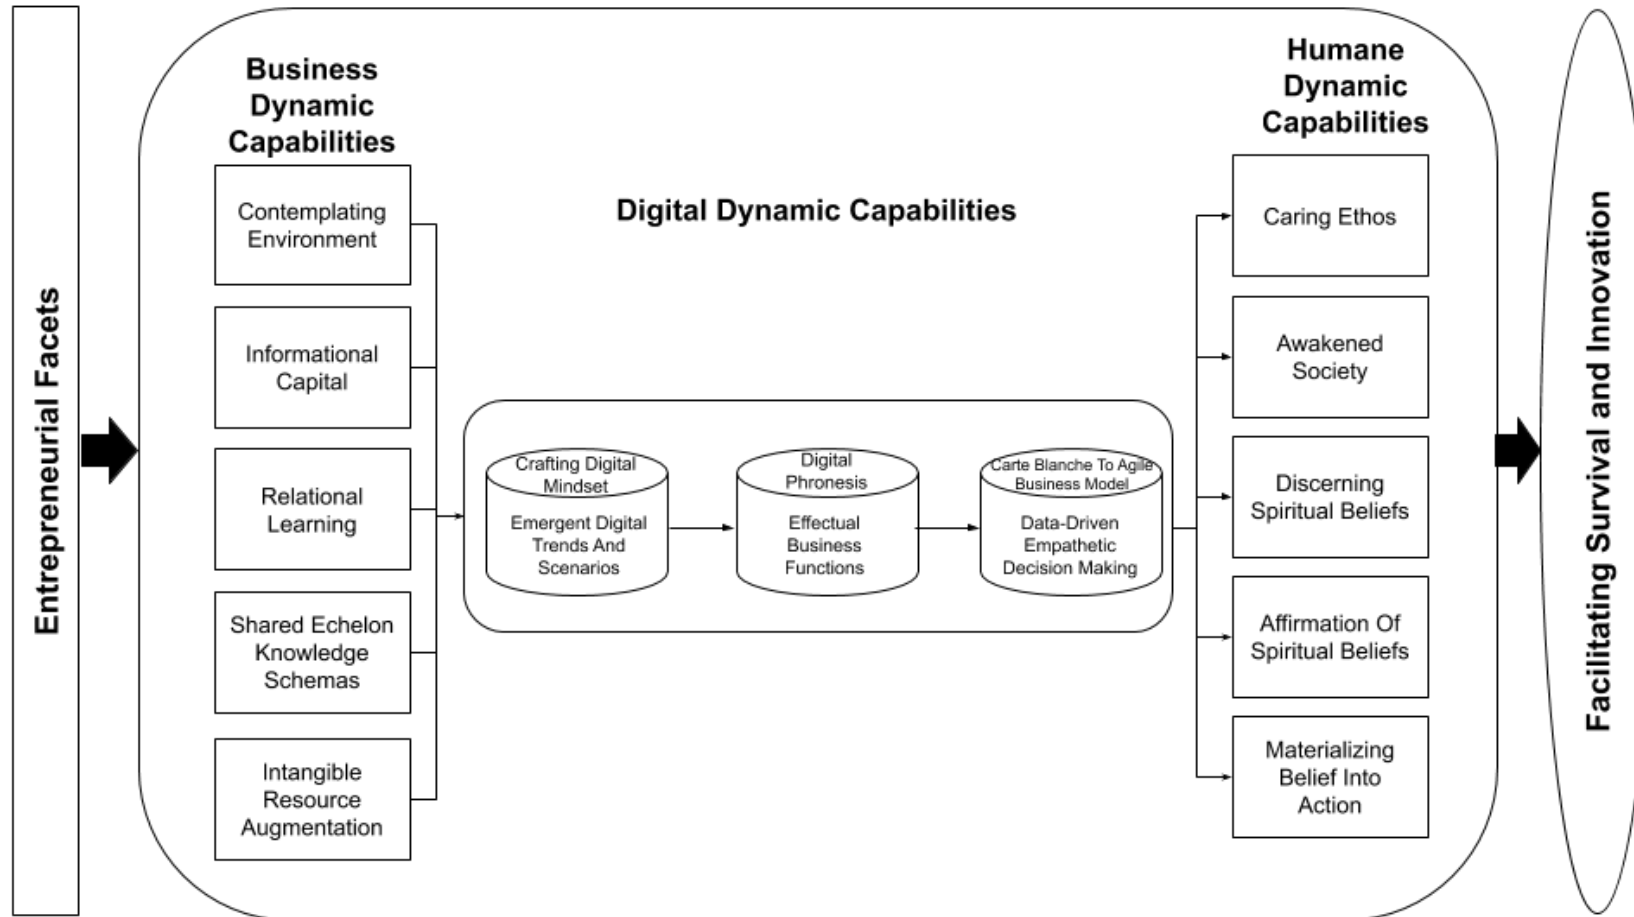 Entrepreneurial Facets
Business
Dynamic
Capabilities
Contemplating
Environment
Informational
Capital
Relational
Learning
Shared Echelon
Knowledge
Schemas
Intangible
Resource
Augmentation
Digital Dynamic Capabilities
Crafting Digital
Mindset
Emergent Digital
Trends And
Scenarios
Digital
Phronesis
Effectual
Business
Functions
Carte Blanche To Agile
Business Model
Data-Driven
Empathetic
Decision Making
Humane
Dynamic
Capabilities
Caring Ethos
Awakened
Society
Discerning
Spiritual Beliefs
Affirmation Of
Spiritual Beliefs
Materializing
Belief Into
Action
Facilitating Survival and Innovation